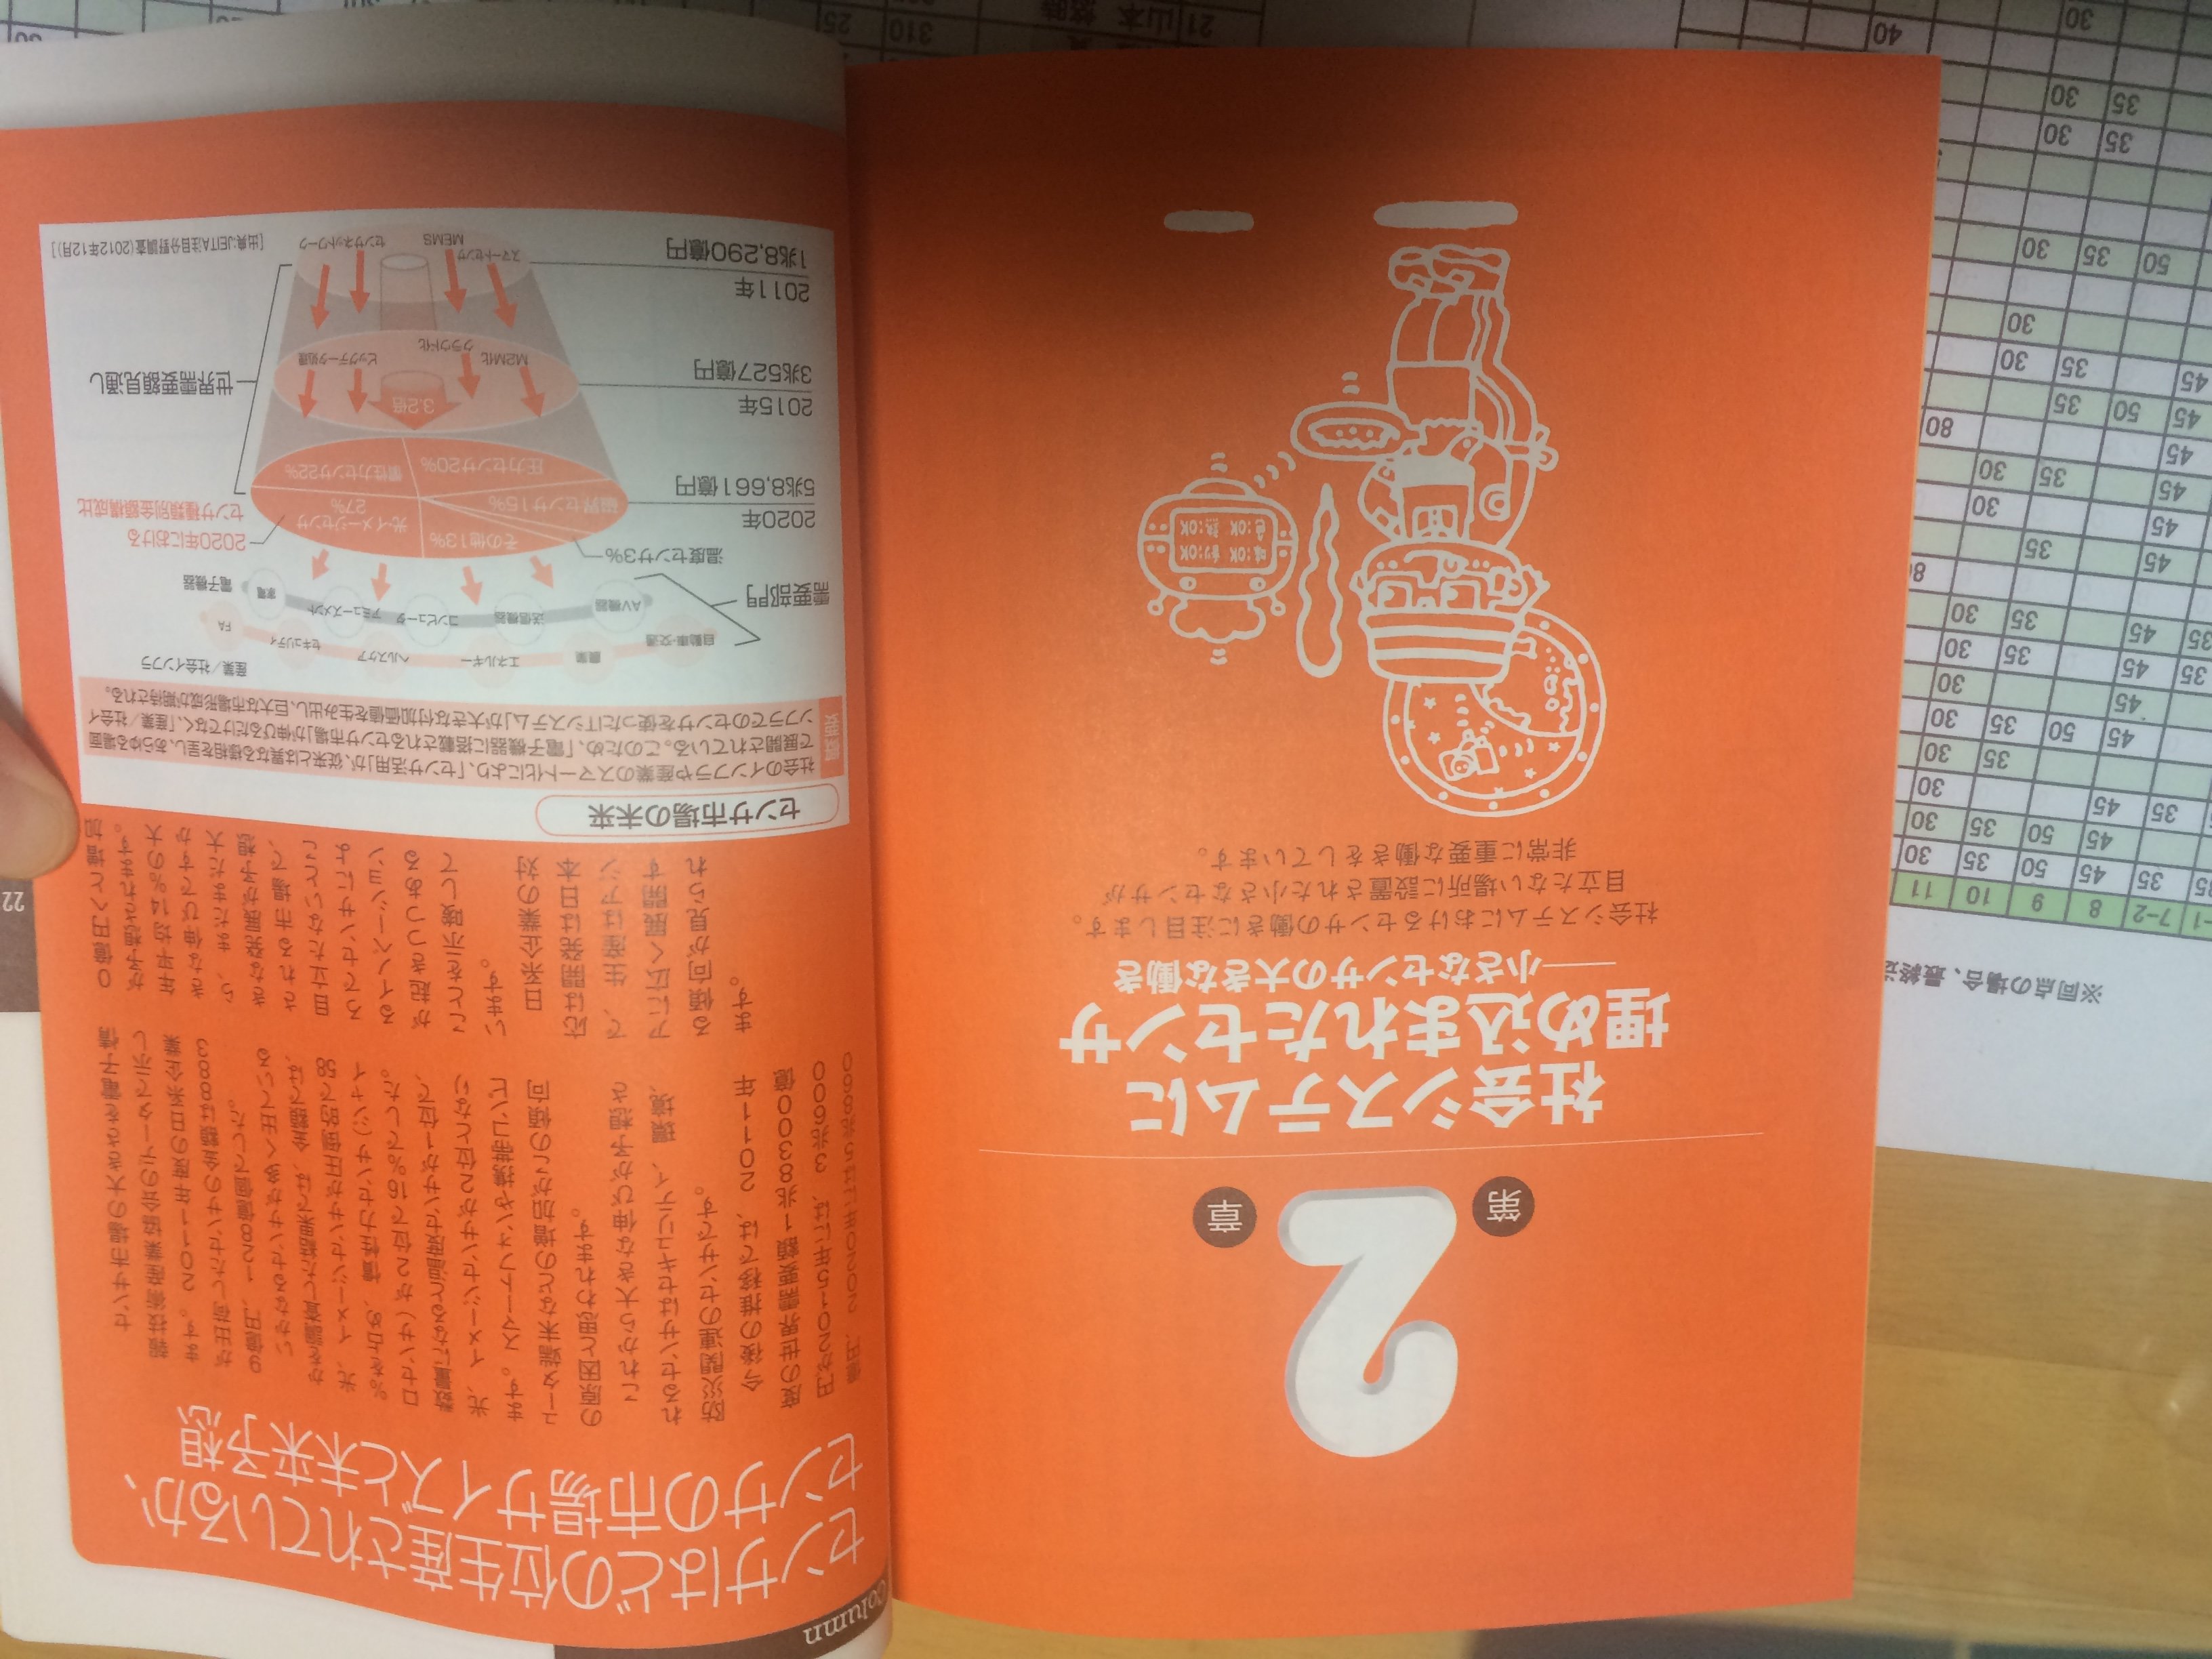 Column
センサはどの位生産されているか、
センサの市場サイズと未来予想
センサ市場の大きさを電子情
報技術産業協会のデータで示し
ます。2011年度の日系企業
が出荷したセンサの金額は883
9億円、128億個でした。
いかなるセンサが多く出ている
かを調査した結果では、金額では、
光、イメージセンサが圧倒的で58
%を占め、慣性力センサ(ジャイ
ロセンサ)が2位で16%でした。
数量になると温度センサが1位で、
光、イメージセンサが2位となり
ます。スマートフォンや携帯コンピ
ュータ端末などの増加がこの傾向
の原因と思われます。
これから大きな伸びが予想さ
れるセンサはセキュリティ、環境、
防災関連のセンサです。
今後の推移では、2011年
度の世界需要額1兆8300億
円が2015年には、3兆600
億円、2020年には5兆860
0億円へと増加
が予想されます。
年平均14%の大
きな伸びですか
ら、まだまだ大
きな発展が予想
される市場で、
目立たないとこ
ろでセンサによ
るイノベーション
が起きつつある
ことを示唆して
います。
日系企業の対
応は開発は日本
で、生産はアジ
アに広く展開す
る傾向が見られ
ます。
22
センサ市場の未来
概要
社会のインフラや産業のスマート化により、「センサ活用」が、従来とは異なる様相を呈し、あらゆる場面
で展開されている。このため、「電子機器に搭載されるセンサ市場」が伸びるだけでなく、「産業/社会イ
ンフラでのセンサを使ったITシステム」が大きな付加価値を生み出し、巨大な市場形成が期待される。
需要部門
自動車・交通
農業
エネルギー
ヘルスケア
セキュリティ
FA
産業/社会インフラ
AV機器
送信機器
コンピュータ
アミューズメント
家電
電子機器
温度センサ3%
その他13%
光・イメージセンサ
27%
磁界センサ15%
圧力センサ20%
慣性力センサ22%
2020年における
センサ種類別金額構成比
2020年
5兆8,661億円
2015年
3兆527億円
2011年
1兆8,290億円
3.2倍
M2M化
クラウド化
ビッグデータ処理
世界需要額見通し
スマートセンサ
MEMS
センサネットワーク
[出典:JEITA注目分野調査(2012年12月)]
第2章
社会システムに
埋め込まれたセンサ
――小さなセンサの大きな働き
社会システムにおけるセンサの働きに注目します。
目立たない場所に設置された小さなセンサが
非常に重要な働きをしています。
味:OK 香り:OK
色:OK 熱:OK
※同点の場合、最終
7-2 8 9 10 11
35 35 45 50 35 30
45 50 35 30
35 45 30
35 30
45 50 35 30
45 30
35 45 35 30
35 45 35 30
45 35
45 30
45 35 30
45 80
45 50 35
45 35 30
30
50 35 30
35 30
35 30
40
30
21 山本 悠時 310 25